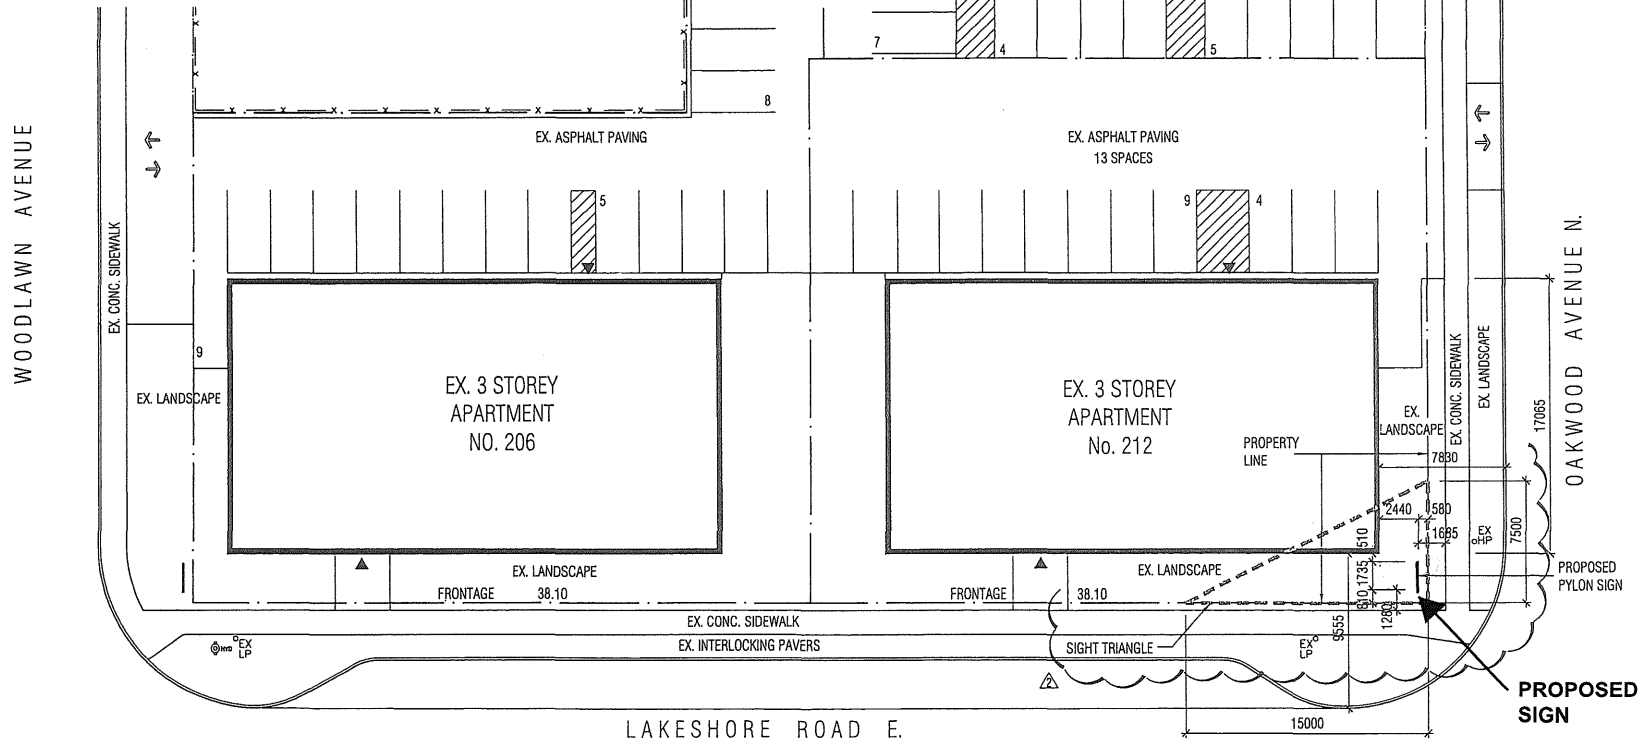 7
4
5
8
WOODLAWN AVENUE
EX. ASPHALT PAVING
EX. ASPHALT PAVING
13 SPACES
5
9
4
EX. CONC. SIDEWALK
OAKWOOD AVENUE N.
9
EX. LANDSCAPE
EX. 3 STOREY
APARTMENT
NO. 206
EX. 3 STOREY
APARTMENT
No. 212
PROPERTY
LINE
EX.
LANDSCAPE
EX. CONC. SIDEWALK
EX. LANDSCAPE
17065
7830
2440
580
1685
7500
EX
HP
510
1735
810
1280
9555
PROPOSED
PYLON SIGN
EX. LANDSCAPE
FRONTAGE 38.10
EX. LANDSCAPE
FRONTAGE 38.10
EX. CONC. SIDEWALK
EX. INTERLOCKING PAVERS
HYD
EX
LP
SIGHT TRIANGLE
EX
LP
2
PROPOSED
SIGN
15000
LAKESHORE ROAD E.